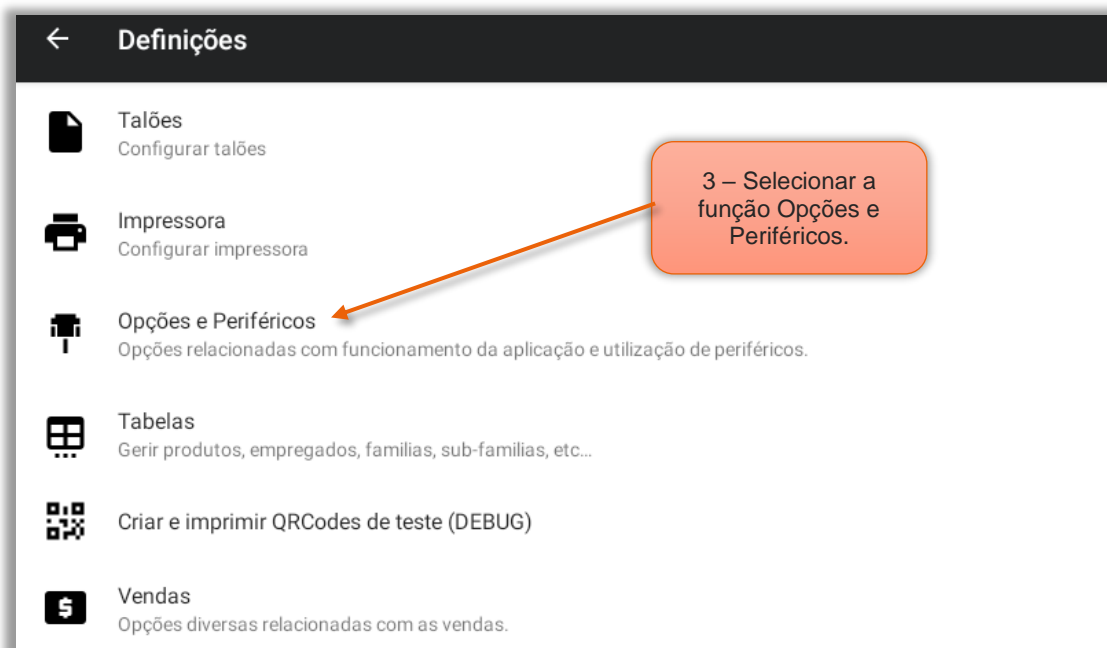 Definições
Talões
Configurar talões
3 – Selecionar a
função Opções e
Periféricos.
Impressora
Configurar impressora
Opções e Periféricos
Opções relacionadas com funcionamento da aplicação e utilização de periféricos.
Tabelas
Gerir produtos, empregados, familias, sub-familias, etc...
Criar e imprimir QRCodes de teste (DEBUG)
Vendas
Opções diversas relacionadas com as vendas.